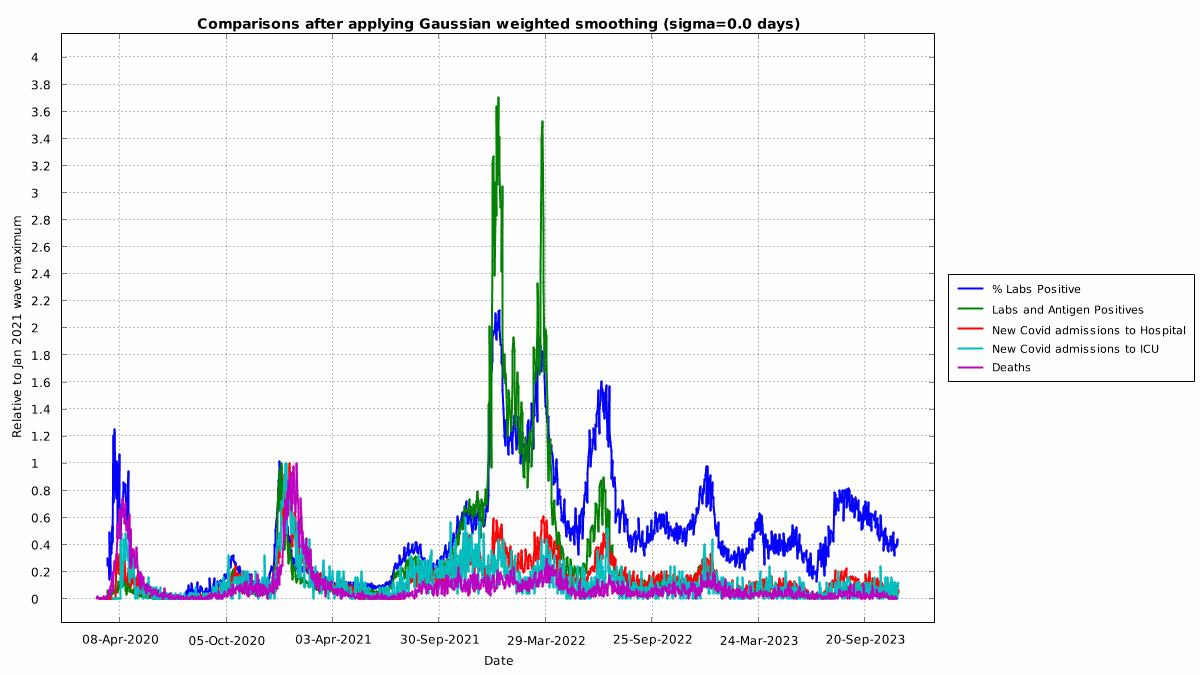 Comparisons after applying Gaussian weighted smoothing (sigma=0.0 days)
Relative to Jan 2021 wave maximum
4
3.8
3.6
3.4
3.2
3
2.8
2.6
2.4
2.2
2
1.8
1.6
1.4
1.2
1
0.8
0.6
0.4
0.2
0
08-Apr-2020 05-Oct-2020 03-Apr-2021 30-Sep-2021 29-Mar-2022 25-Sep-2022 24-Mar-2023 20-Sep-2023
Date
% Labs Positive
Labs and Antigen Positives
New Covid admissions to Hospital
New Covid admissions to ICU
Deaths